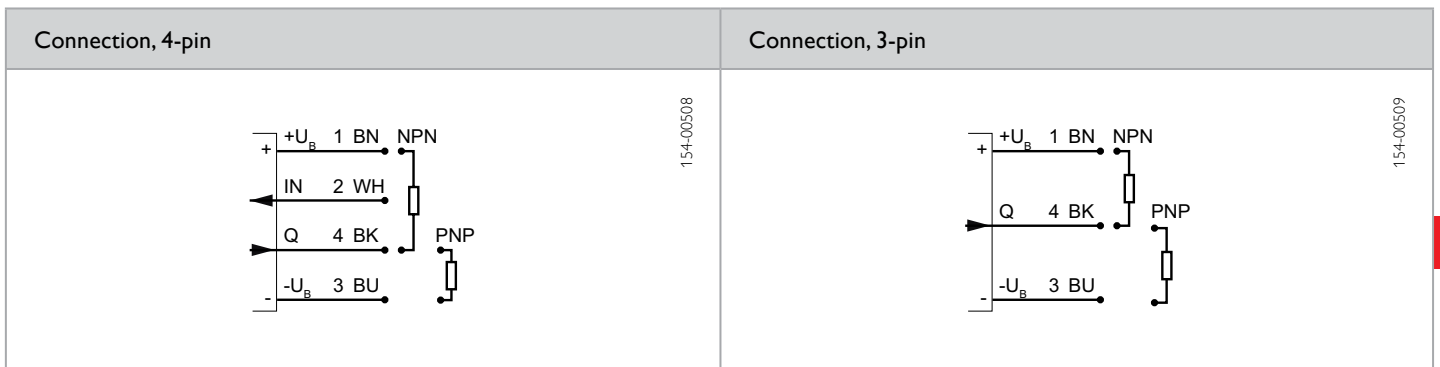 Connection, 4-pin
Connection, 3-pin
+U_B 1 BN NPN
+
IN 2 WH
Q 4 BK PNP
-U_B 3 BU
-
154-00508
+U_B 1 BN NPN
+
Q 4 BK PNP
-U_B 3 BU
-
154-00509